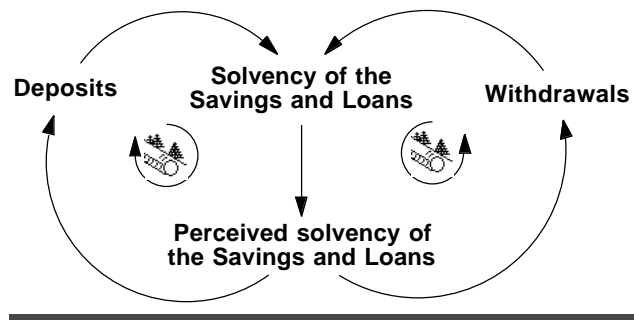 Deposits
Solvency of the
Savings and Loans
Withdrawals
Perceived solvency of
the Savings and Loans